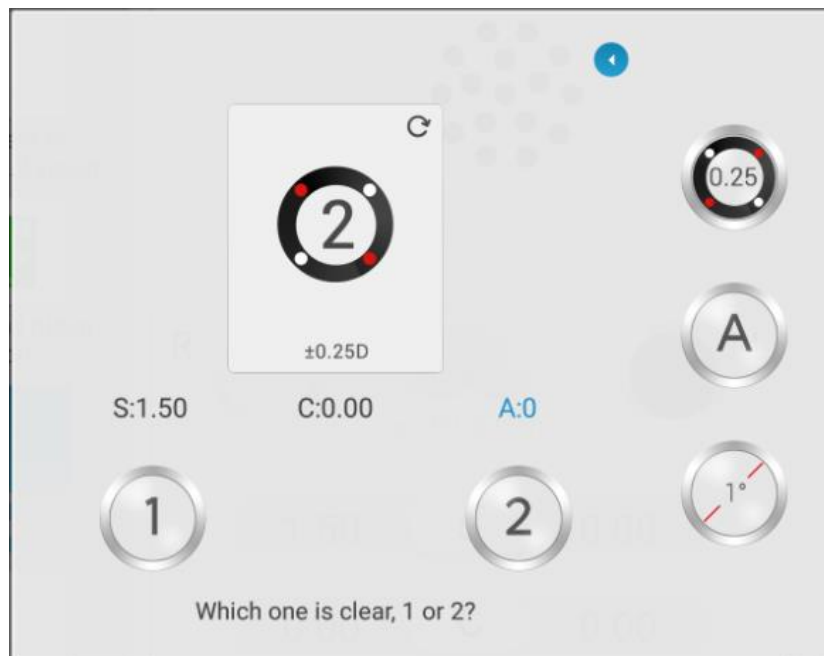 0.25
2
±0.25D
A
S:1.50 C:0.00 A:0
1°
1 2
Which one is clear, 1 or 2?